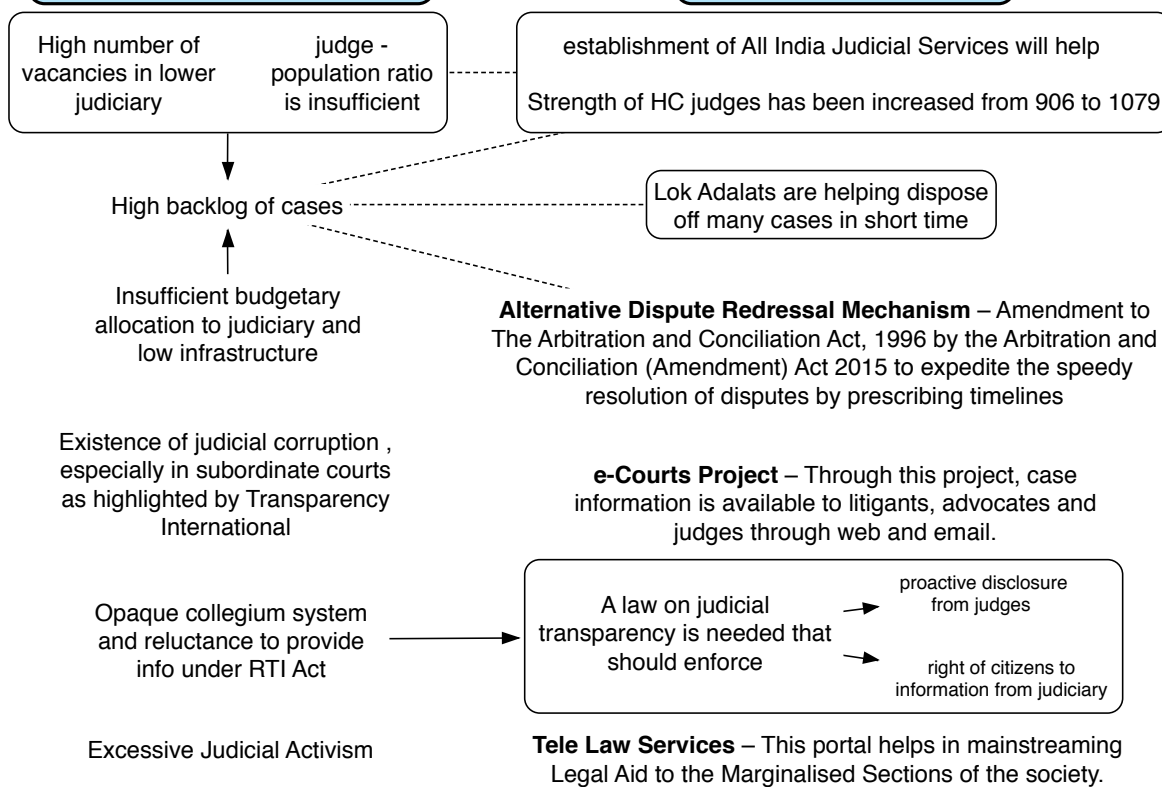 High number of
vacancies in lower
judiciary
judge -
population ratio
is insufficient
establishment of All India Judicial Services will help
Strength of HC judges has been increased from 906 to 1079
High backlog of cases
Lok Adalats are helping dispose
off many cases in short time
Insufficient budgetary
allocation to judiciary and
low infrastructure
Alternative Dispute Redressal Mechanism – Amendment to
The Arbitration and Conciliation Act, 1996 by the Arbitration and
Conciliation (Amendment) Act 2015 to expedite the speedy
resolution of disputes by prescribing timelines
Existence of judicial corruption ,
especially in subordinate courts
as highlighted by Transparency
International
e-Courts Project – Through this project, case
information is available to litigants, advocates and
judges through web and email.
Opaque collegium system
and reluctance to provide
info under RTI Act
A law on judicial
transparency is needed that
should enforce
proactive disclosure
from judges
right of citizens to
information from judiciary
Excessive Judicial Activism
Tele Law Services – This portal helps in mainstreaming
Legal Aid to the Marginalised Sections of the society.